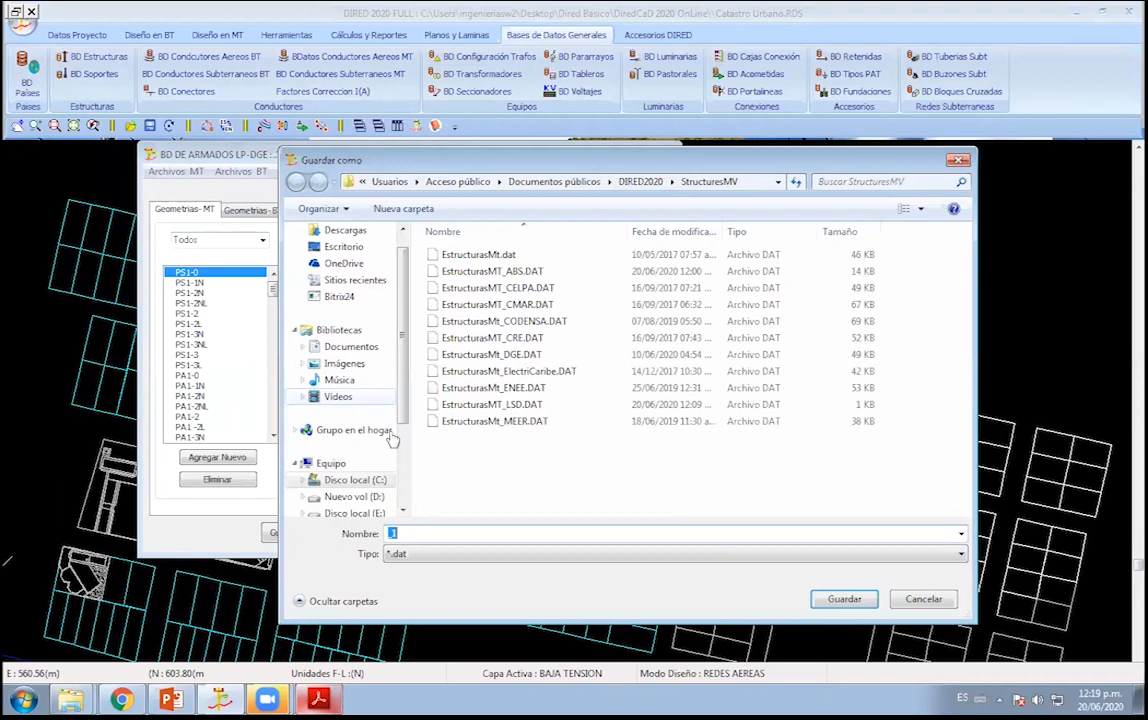 DIRED 2020 FULL : C:\Users\ingenieriasw2\Desktop\Dired Básico\DiredCaD 2020 OnLine\\Catastro Urbano.RDS
Datos Proyecto Diseño en BT Diseño en MT Herramientas Cálculos y Reportes Planos y Laminas Bases de Datos Generales Accesorios DIRED
BD Países
Paises
BD Estructuras
BD Soportes
Estructuras
BD Conductores Aereos BT
BD Conductores Subterraneos BT
BD Conectores
BDatos Conductores Aereos MT
BD Conductores Subterraneos MT
Factores Correccion I(A)
Conductores
BD Configuración Trafos
BD Transformadores
BD Seccionadores
BD Pararrayos
BD Tableros
KV BD Voltajes
Equipos
BD Luminarias
BD Pastorales
Luminarias
BD Cajas Conexión
BD Acometidas
BD Portalineas
Conexiones
BD Retenidas
BD Tipos PAT
BD Fundaciones
Accesorios
BD Tuberias Subt
BD Buzones Subt
BD Bloques Cruzadas
Redes Subterraneas
BD DE ARMADOS LP-DGE :
Archivos MT Archivos BT
Geometrias- MT Geometrias- B
Todos
PS1-0
PS1-1N
PS1-2N
PS1-2NL
PS1-2
PS1-2L
PS1-3N
PS1-3NL
PS1-3
PS1-3L
PA1-0
PA1-1N
PA1-2N
PA1-2NL
PA1-2
PA1 -2L
PA1-3N
Agregar Nuevo
Eliminar
Guardar como
« Usuarios Acceso público Documentos públicos DIRED2020 StructuresMV
Buscar StructuresMV
Organizar Nueva carpeta
Descargas
Escritorio
OneDrive
Sitios recientes
Bitrix24
Bibliotecas
Documentos
Imágenes
Música
Vídeos
Grupo en el hogar
Equipo
Disco local (C:)
Nuevo vol (D:)
Disco local (E:)
Nombre Fecha de modifica... Tipo Tamaño
EstructurasMt.dat 10/05/2017 07:57 a... Archivo DAT 46 KB
EstructurasMT_ABS.DAT 20/06/2020 12:00 ... Archivo DAT 14 KB
EstructurasMT_CELPA.DAT 16/09/2017 07:21 ... Archivo DAT 49 KB
EstructurasMT_CMAR.DAT 16/09/2017 06:32 ... Archivo DAT 67 KB
EstructurasMT_CODENSA.DAT 07/08/2019 05:50 ... Archivo DAT 69 KB
EstructurasMT_CRE.DAT 16/09/2017 07:43 ... Archivo DAT 52 KB
EstructurasMt_DGE.DAT 10/06/2020 04:54 ... Archivo DAT 49 KB
EstructurasMt_ElectriCaribe.DAT 14/12/2017 10:30 ... Archivo DAT 42 KB
EstructurasMt_ENEE.DAT 25/06/2019 12:31 ... Archivo DAT 53 KB
EstructurasMT_LSD.DAT 20/06/2020 12:09 ... Archivo DAT 1 KB
EstructurasMt_MEER.DAT 18/06/2019 11:30 a... Archivo DAT 38 KB
Nombre: _1
Tipo: *.dat
Ocultar carpetas
Guardar Cancelar
E: 560.56(m) (N : 603.80(m Unidades F-L :(N) Capa Activa : BAJA TENSION Modo Diseño : REDES AEREAS
ES
12:19 p.m.
20/06/2020